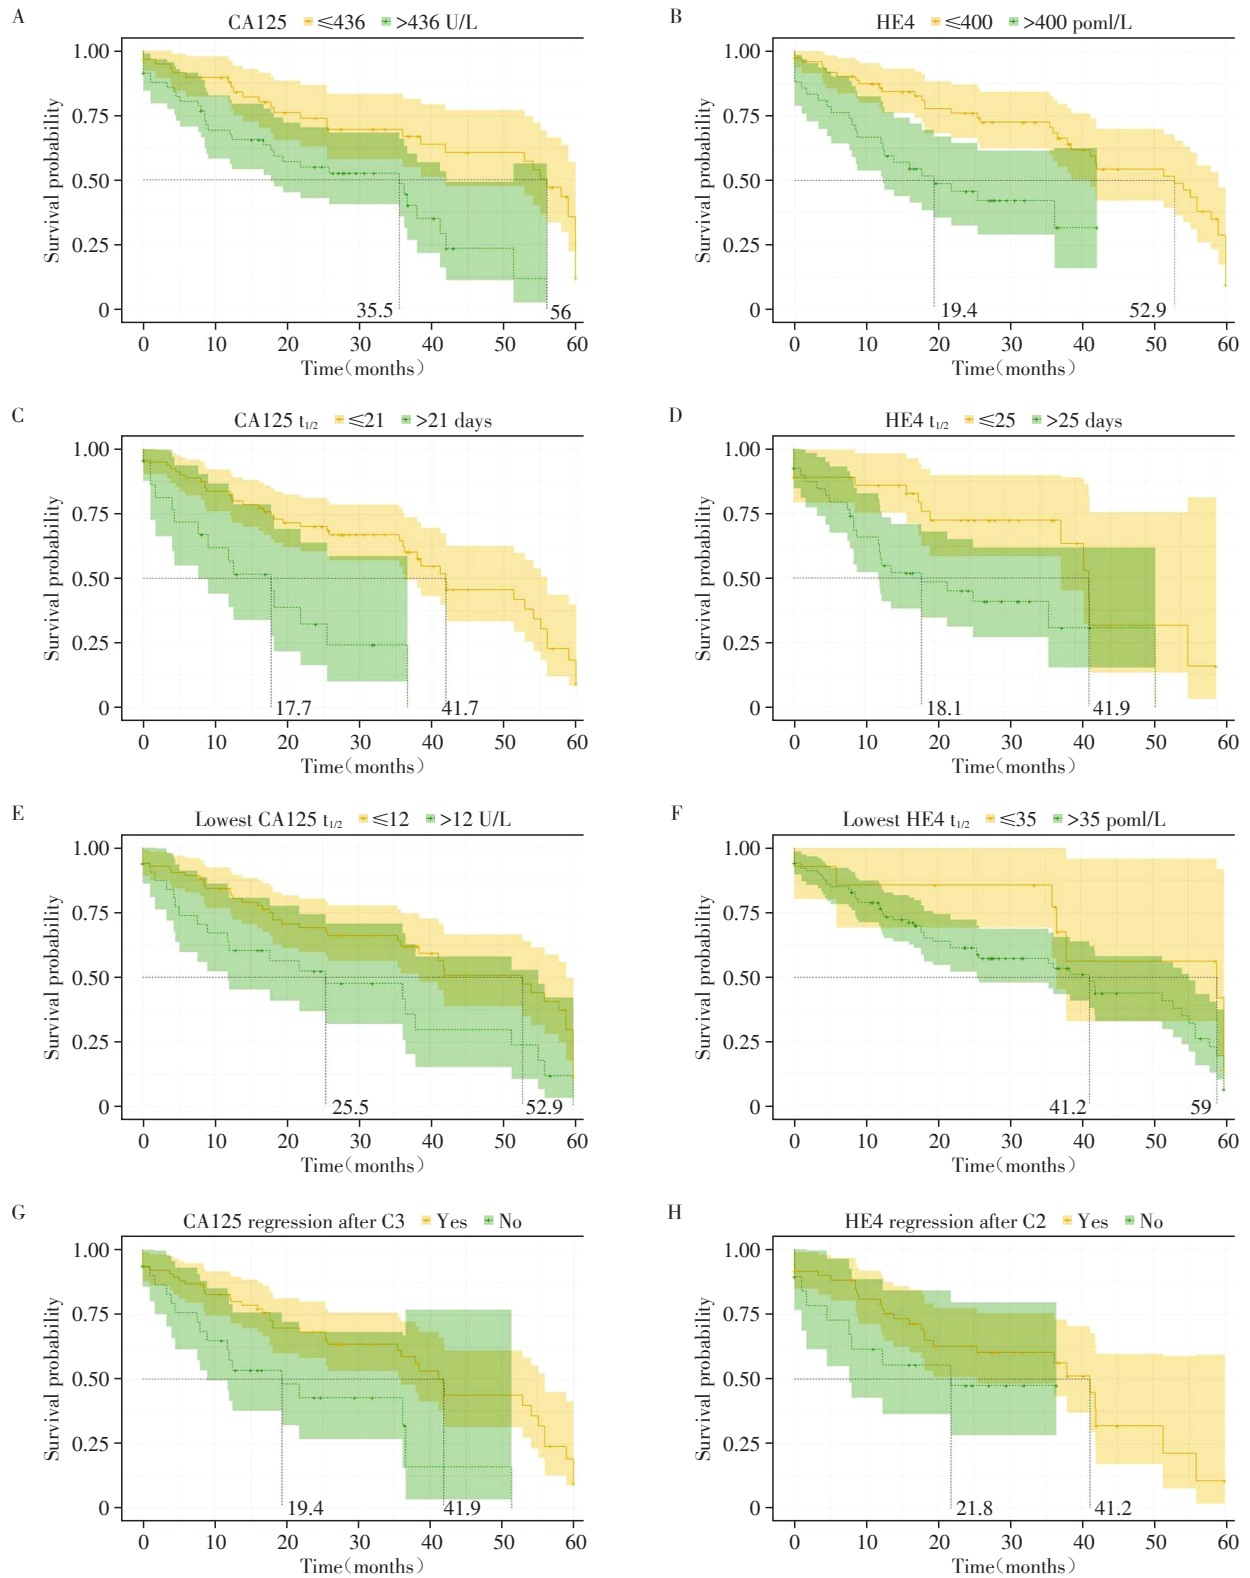 A
CA125 ≤436 >436 U/L
Survival probability
1.00
0.75
0.50
0.25
0
35.5
56
0 10 20 30 40 50 60
Time(months)
B
HE4 ≤400 >400 poml/L
Survival probability
1.00
0.75
0.50
0.25
0
19.4
52.9
0 10 20 30 40 50 60
Time(months)
C
CA125 t1/2 ≤21 >21 days
Survival probability
1.00
0.75
0.50
0.25
0
17.7
41.7
0 10 20 30 40 50 60
Time(months)
D
HE4 t1/2 ≤25 >25 days
Survival probability
1.00
0.75
0.50
0.25
0
18.1
41.9
0 10 20 30 40 50 60
Time(months)
E
Lowest CA125 t1/2 ≤12 >12 U/L
Survival probability
1.00
0.75
0.50
0.25
0
25.5
52.9
0 10 20 30 40 50 60
Time(months)
F
Lowest HE4 t1/2 ≤35 >35 poml/L
Survival probability
1.00
0.75
0.50
0.25
0
41.2
59
0 10 20 30 40 50 60
Time(months)
G
CA125 regression after C3 Yes No
Survival probability
1.00
0.75
0.50
0.25
0
19.4
41.9
0 10 20 30 40 50 60
Time(months)
H
HE4 regression after C2 Yes No
Survival probability
1.00
0.75
0.50
0.25
0
21.8
41.2
0 10 20 30 40 50 60
Time(months)